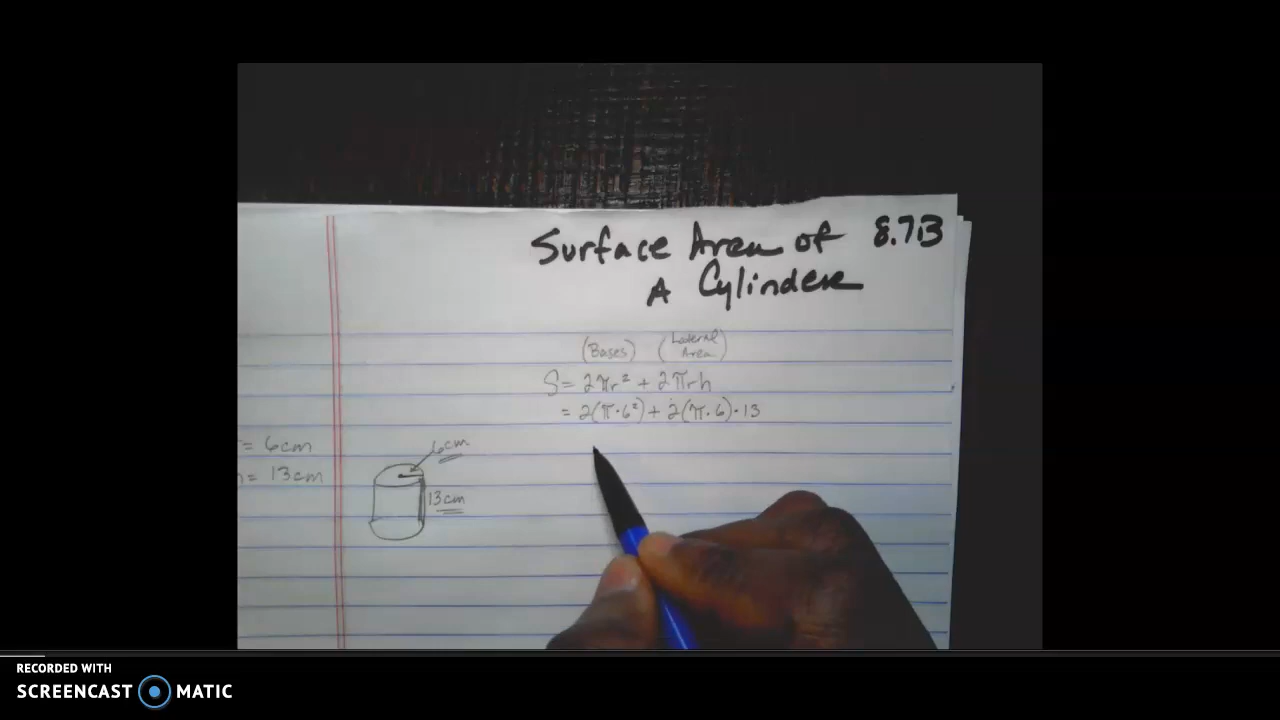 Surface Area of 8.7B
A Cylinder
(Bases) (Lateral Area)
S = 2πr² + 2πrh
= 2(π·6²) + 2(π·6)·13
= 6cm
= 13cm
6cm
13cm
RECORDED WITH
SCREENCAST MATIC